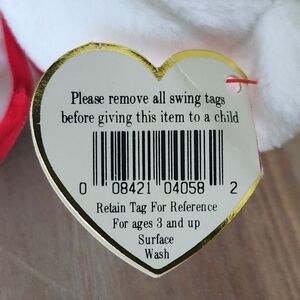 Please remove all swing tags
before giving this item to a child
0 08421 04058 2
Retain Tag For Reference
For ages 3 and up
Surface
Wash